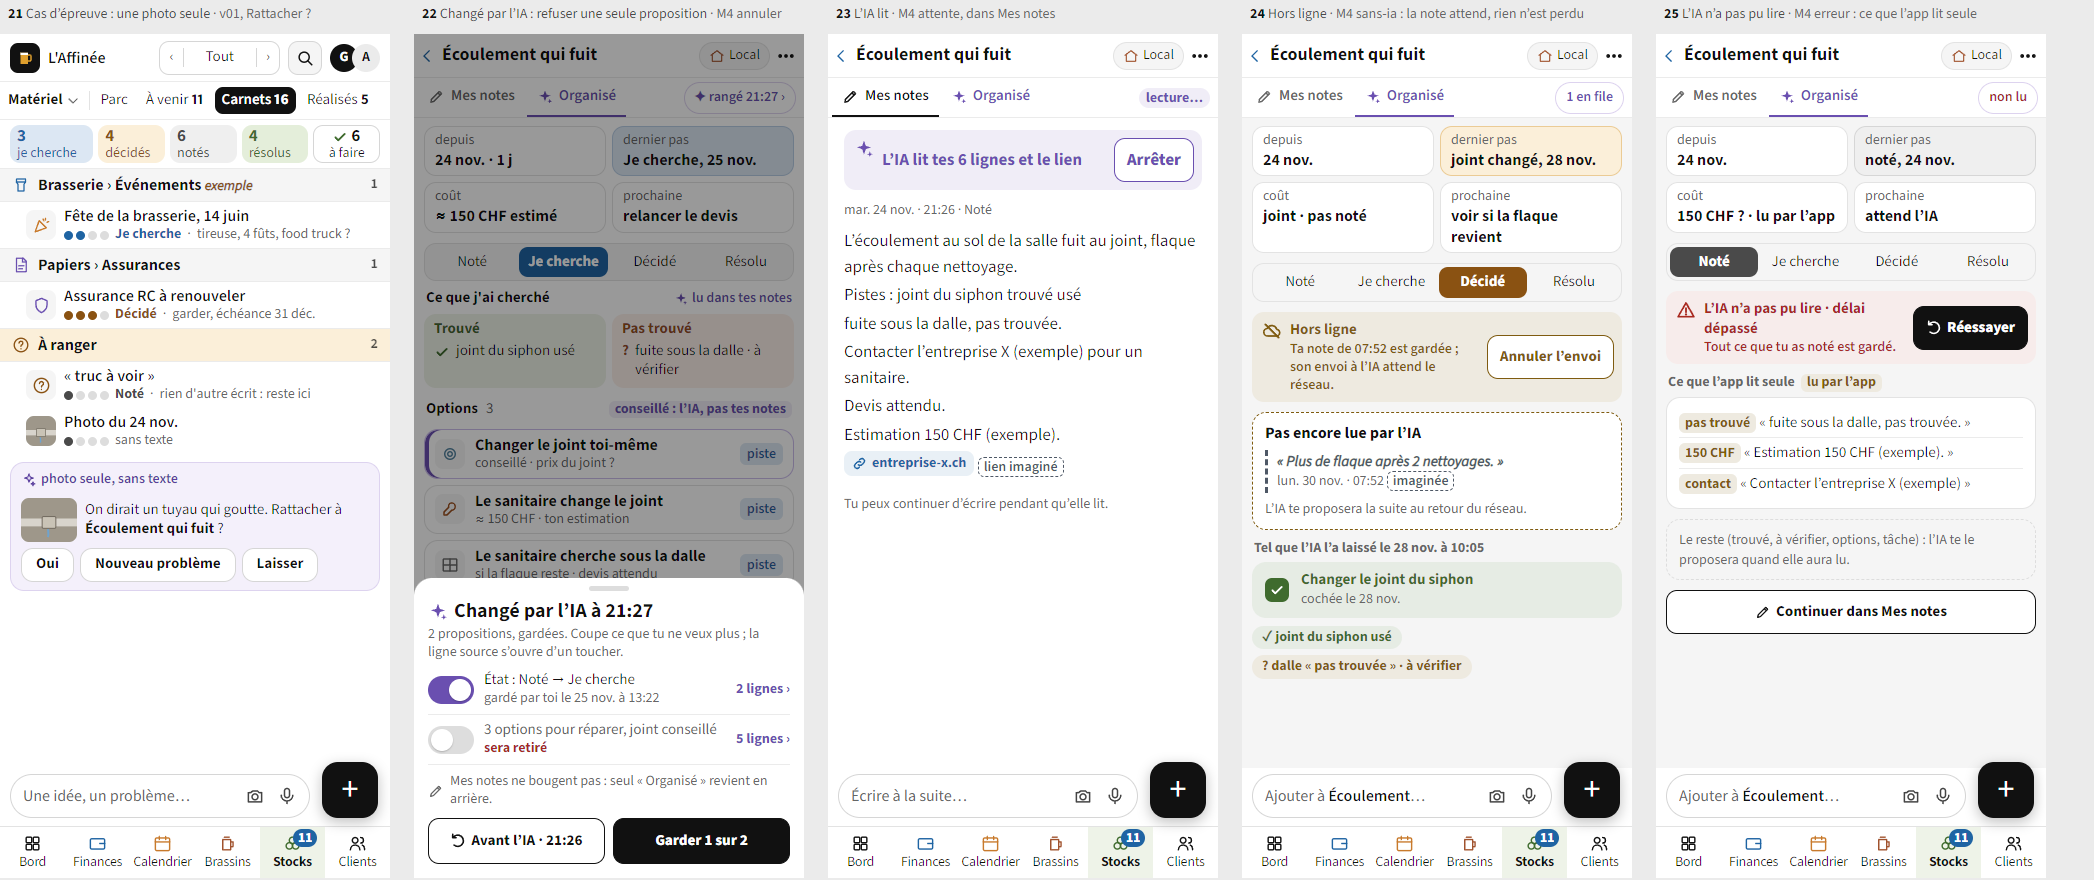 21 Cas d'épreuve : une photo seule · v01, Rattacher ?
L'Affinée
‹ Tout ›
G A
Matériel Parc À venir 11 Carnets 16 Réalisés 5
3 je cherche
4 décidés
6 notés
4 résolus
✓ 6 à faire
Brasserie › Événements exemple 1
Fête de la brasserie, 14 juin
Je cherche · tireuse, 4 fûts, food truck ?
Papiers › Assurances 1
Assurance RC à renouveler
Décidé · garder, échéance 31 déc.
À ranger 2
« truc à voir »
Noté · rien d'autre écrit : reste ici
Photo du 24 nov.
sans texte
photo seule, sans texte
On dirait un tuyau qui goutte. Rattacher à
Écoulement qui fuit ?
Oui Nouveau problème Laisser
Une idée, un problème…
+
11
Bord Finances Calendrier Brassins Stocks Clients
22 Changé par l'IA : refuser une seule proposition · M4 annuler
Écoulement qui fuit Local
Mes notes Organisé rangé 21:27 ›
depuis
24 nov. · 1 j
dernier pas
Je cherche, 25 nov.
coût
≈ 150 CHF estimé
prochaine
relancer le devis
Noté Je cherche Décidé Résolu
Ce que j'ai cherché lu dans tes notes
Trouvé
✓ joint du siphon usé
Pas trouvé
? fuite sous la dalle · à
vérifier
Options 3 conseillé : l'IA, pas tes notes
Changer le joint toi-même
conseillé · prix du joint ?
piste
Le sanitaire change le joint
≈ 150 CHF · ton estimation
piste
Le sanitaire cherche sous la dalle
si la flaque reste · devis attendu
piste
Changé par l'IA à 21:27
2 propositions, gardées. Coupe ce que tu ne veux plus ; la
ligne source s'ouvre d'un toucher.
État : Noté → Je cherche
gardé par toi le 25 nov. à 13:22
2 lignes ›
3 options pour réparer, joint conseillé
sera retiré
5 lignes ›
Mes notes ne bougent pas : seul « Organisé » revient en
arrière.
Avant l'IA · 21:26 Garder 1 sur 2
23 L'IA lit · M4 attente, dans Mes notes
Écoulement qui fuit Local
Mes notes Organisé lecture…
L'IA lit tes 6 lignes et le lien Arrêter
mar. 24 nov. · 21:26 · Noté
L'écoulement au sol de la salle fuit au joint, flaque
après chaque nettoyage.
Pistes : joint du siphon trouvé usé
fuite sous la dalle, pas trouvée.
Contacter l'entreprise X (exemple) pour un
sanitaire.
Devis attendu.
Estimation 150 CHF (exemple).
entreprise-x.ch lien imaginé
Tu peux continuer d'écrire pendant qu'elle lit.
Écrire à la suite…
+
11
Bord Finances Calendrier Brassins Stocks Clients
24 Hors ligne · M4 sans-ia : la note attend, rien n'est perdu
Écoulement qui fuit Local
Mes notes Organisé 1 en file
depuis
24 nov.
dernier pas
joint changé, 28 nov.
coût
joint · pas noté
prochaine
voir si la flaque
revient
Noté Je cherche Décidé Résolu
Hors ligne
Ta note de 07:52 est gardée ;
son envoi à l'IA attend le
réseau.
Annuler l'envoi
Pas encore lue par l'IA
« Plus de flaque après 2 nettoyages. »
lun. 30 nov. · 07:52 imaginée
L'IA te proposera la suite au retour du réseau.
Tel que l'IA l'a laissé le 28 nov. à 10:05
Changer le joint du siphon
cochée le 28 nov.
✓ joint du siphon usé
? dalle « pas trouvée » · à vérifier
Ajouter à Écoulement…
+
11
Bord Finances Calendrier Brassins Stocks Clients
25 L'IA n'a pas pu lire · M4 erreur : ce que l'app lit seule
Écoulement qui fuit Local
Mes notes Organisé non lu
depuis
24 nov.
dernier pas
noté, 24 nov.
coût
150 CHF ? · lu par l'app
prochaine
attend l'IA
Noté Je cherche Décidé Résolu
L'IA n'a pas pu lire · délai
dépassé
Tout ce que tu as noté est gardé.
Réessayer
Ce que l'app lit seule lu par l'app
pas trouvé « fuite sous la dalle, pas trouvée. »
150 CHF « Estimation 150 CHF (exemple). »
contact « Contacter l'entreprise X (exemple) »
Le reste (trouvé, à vérifier, options, tâche) : l'IA te le
proposera quand elle aura lu.
Continuer dans Mes notes
Ajouter à Écoulement…
+
11
Bord Finances Calendrier Brassins Stocks Clients